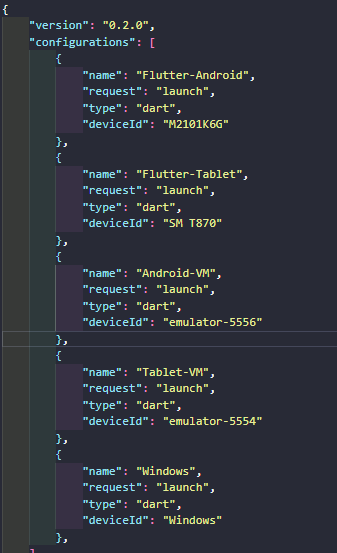 {
"version": "0.2.0",
"configurations": [
{
"name": "Flutter-Android",
"request": "launch",
"type": "dart",
"deviceId": "M2101K6G"
},
{
"name": "Flutter-Tablet",
"request": "launch",
"type": "dart",
"deviceId": "SM T870"
},
{
"name": "Android-VM",
"request": "launch",
"type": "dart",
"deviceId": "emulator-5556"
},
{
"name": "Tablet-VM",
"request": "launch",
"type": "dart",
"deviceId": "emulator-5554"
},
{
"name": "Windows",
"request": "launch",
"type": "dart",
"deviceId": "Windows"
},
]